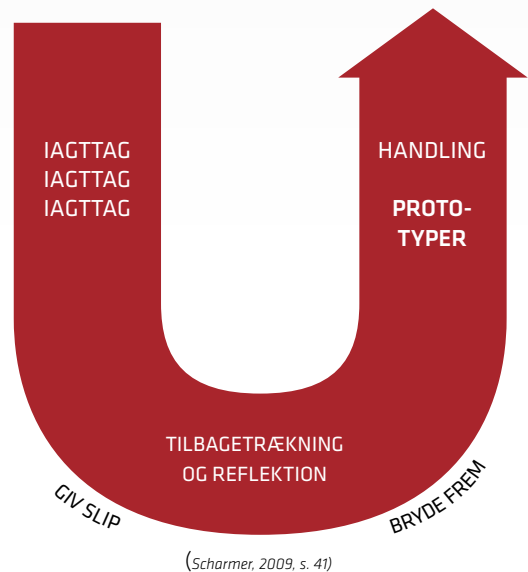 IAGTTAG
IAGTTAG
IAGTTAG
HANDLING
PROTO-
TYPER
TILBAGETRÆKNING
OG REFLEKTION
GIV SLIP
BRYDE FREM
(Scharmer, 2009, s. 41)